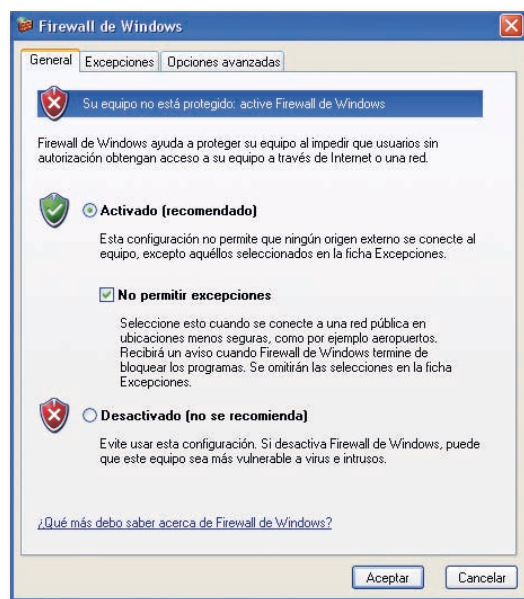 Firewall de Windows
General Excepciones Opciones avanzadas
Su equipo no está protegido: active Firewall de Windows
Firewall de Windows ayuda a proteger su equipo al impedir que usuarios sin
autorización obtengan acceso a su equipo a través de Internet o una red.
Activado (recomendado)
Esta configuración no permite que ningún origen externo se conecte al
equipo, excepto aquéllos seleccionados en la ficha Excepciones.
No permitir excepciones
Seleccione esto cuando se conecte a una red pública en
ubicaciones menos seguras, como por ejemplo aeropuertos.
Recibirá un aviso cuando Firewall de Windows termine de
bloquear los programas. Se omitirán las selecciones en la ficha
Excepciones.
Desactivado (no se recomienda)
Evite usar esta configuración. Si desactiva Firewall de Windows, puede
que este equipo sea más vulnerable a virus e intrusos.
¿Qué más debo saber acerca de Firewall de Windows?
Aceptar Cancelar